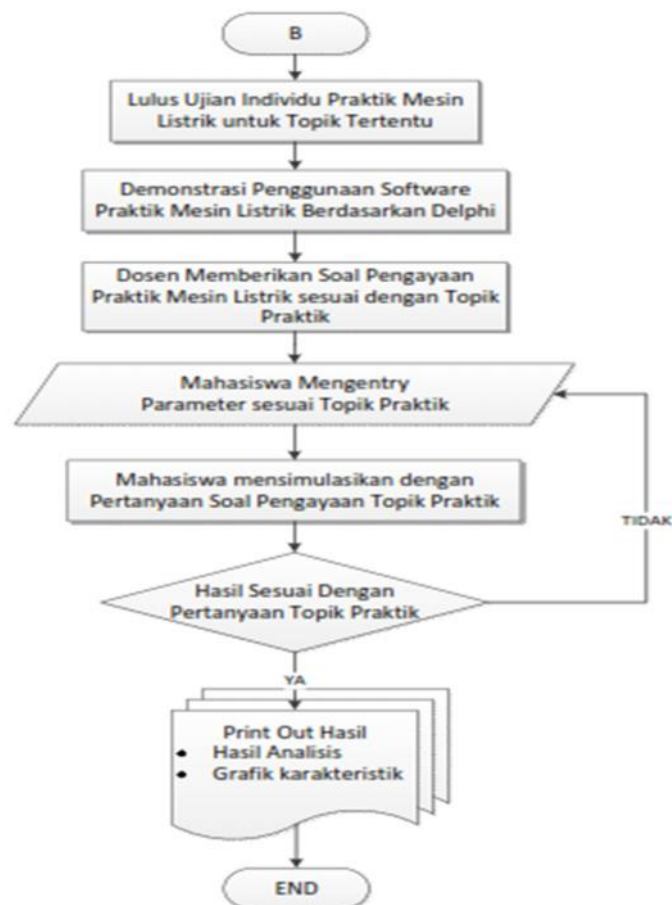 B
Lulus Ujian Individu Praktik Mesin
Listrik untuk Topik Tertentu
Demonstrasi Penggunaan Software
Praktik Mesin Listrik Berdasarkan Delphi
Dosen Memberikan Soal Pengayaan
Praktik Mesin Listrik sesuai dengan Topik
Praktik
Mahasiswa Mengentry
Parameter sesuai Topik Praktik
Mahasiswa mensimulasikan dengan
Pertanyaan Soal Pengayaan Topik Praktik
TIDAK
Hasil Sesuai Dengan
Pertanyaan Topik Praktik
YA
Print Out Hasil
• Hasil Analisis
• Grafik karakteristik
END